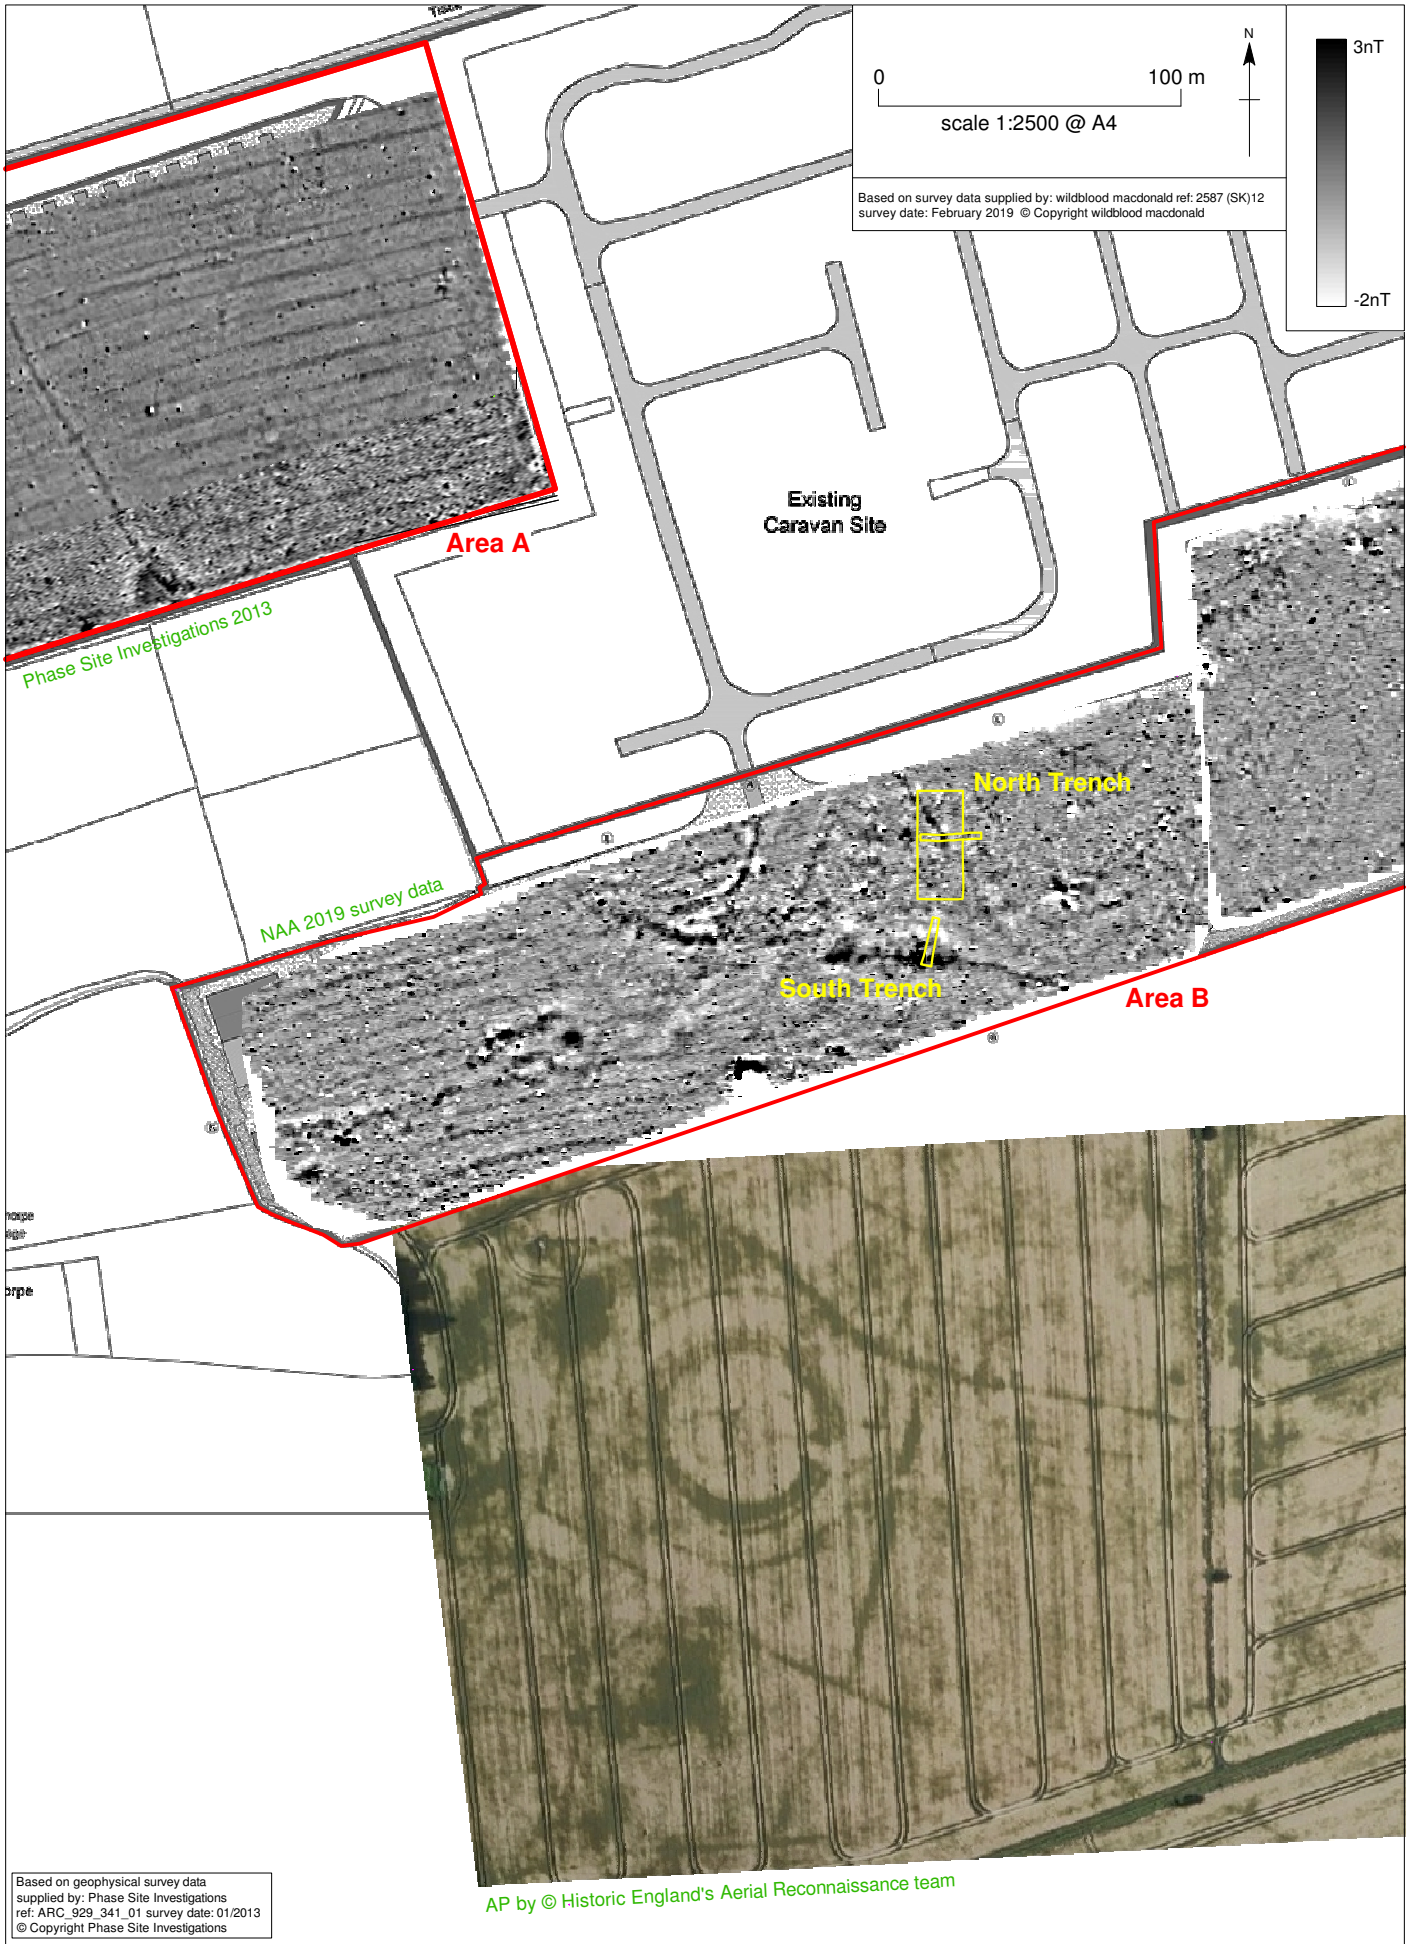 Track
0
100 m
scale 1:2500 @ A4
N
3nT
-2nT
Based on survey data supplied by: wildblood macdonald ref: 2587 (SK)12
survey date: February 2019 © Copyright wildblood macdonald
Existing
Caravan Site
Area A
Phase Site Investigations 2013
North Trench
NAA 2019 survey data
South Trench
Area B
Based on geophysical survey data
supplied by: Phase Site Investigations
ref: ARC_929_341_01 survey date: 01/2013
© Copyright Phase Site Investigations
AP by © Historic England's Aerial Reconnaissance team